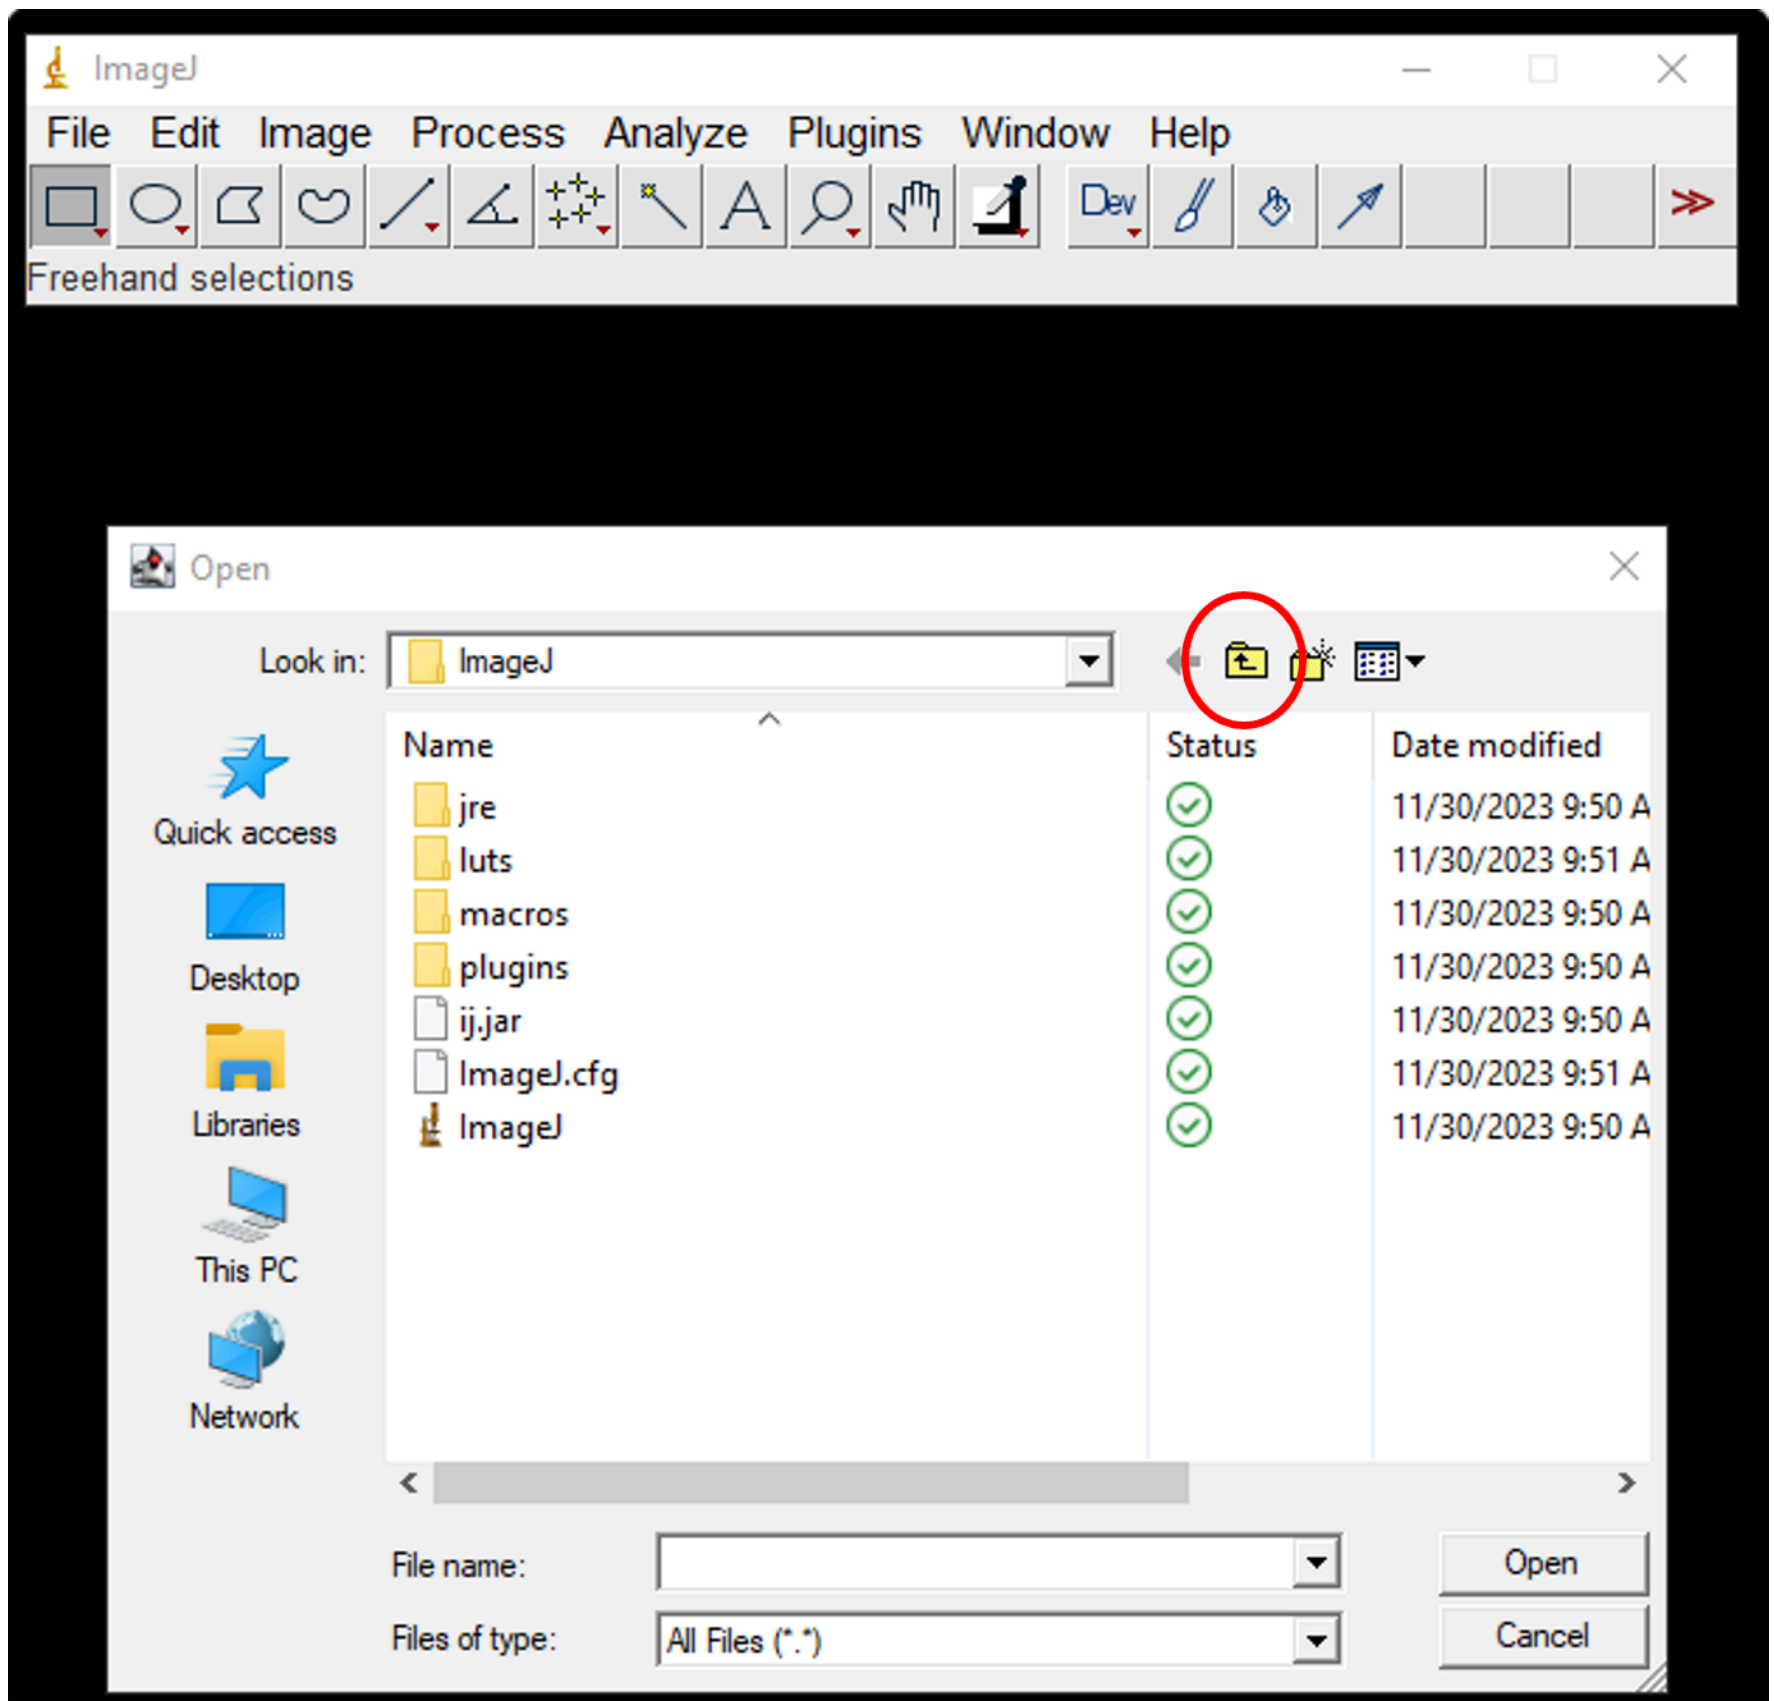 ImageJ
File Edit Image Process Analyze Plugins Window Help
Dev
Freehand selections
Open
Look in: ImageJ
Name Status Date modified
jre 11/30/2023 9:50 A
luts 11/30/2023 9:51 A
macros 11/30/2023 9:50 A
plugins 11/30/2023 9:50 A
ij.jar 11/30/2023 9:50 A
ImageJ.cfg 11/30/2023 9:51 A
ImageJ 11/30/2023 9:50 A
Quick access
Desktop
Libraries
This PC
Network
File name: Open
Files of type: All Files (*.*) Cancel